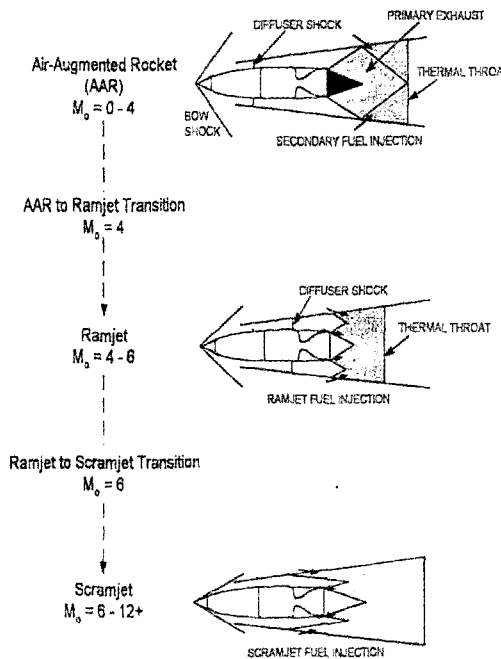 DIFFUSER SHOCK
PRIMARY EXHAUST
Air-Augmented Rocket
(AAR)
M₀ = 0 - 4
THERMAL THROAT
BOW
SHOCK
SECONDARY FUEL INJECTION
AAR to Ramjet Transition
M₀ = 4
DIFFUSER SHOCK
Ramjet
M₀ = 4 - 6
THERMAL THROAT
RAMJET FUEL INJECTION
Ramjet to Scramjet Transition
M₀ = 6
Scramjet
M₀ = 6 - 12+
SCRAMJET FUEL INJECTION